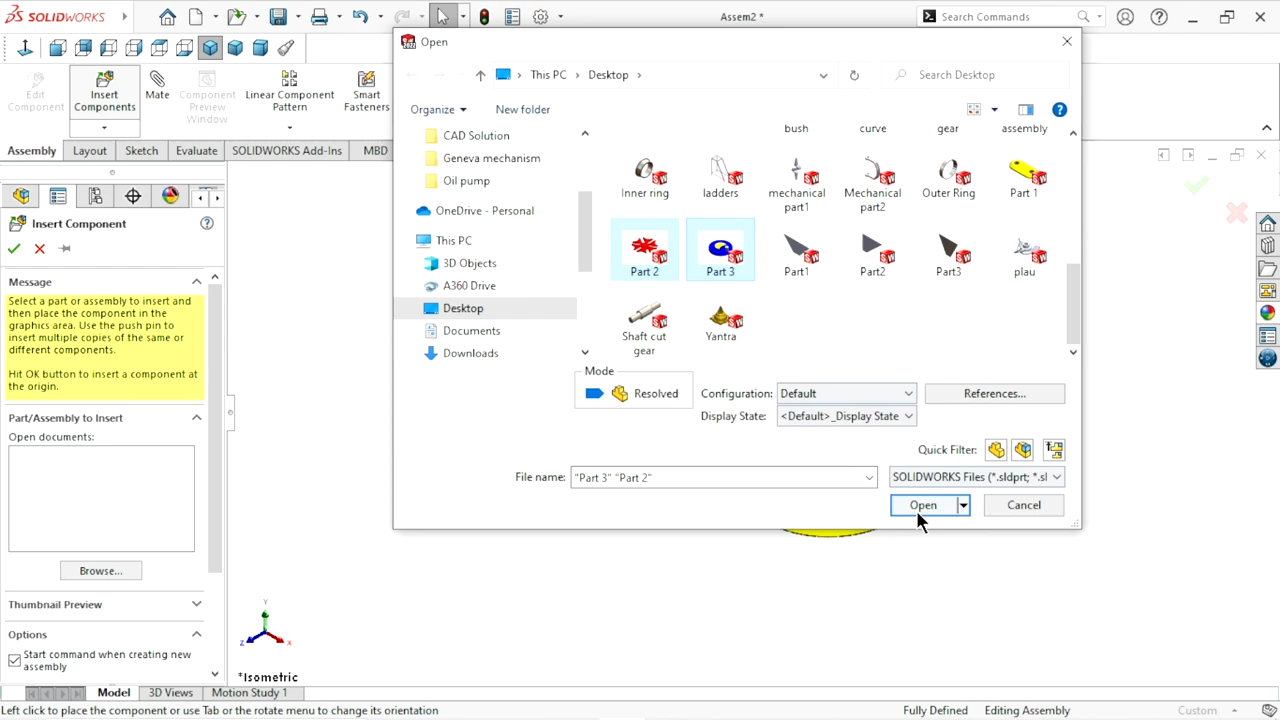 SOLIDWORKS
Assem2 *
Search Commands
Edit
Component
Insert
Components
Mate
Component
Preview
Window
Linear Component
Pattern
Smart
Fasteners
Assembly
Layout
Sketch
Evaluate
SOLIDWORKS Add-Ins
MBD
Insert Component
Message
Select a part or assembly to insert and
then place the component in the
graphics area. Use the push pin to
insert multiple copies of the same or
different components.
Hit OK button to insert a component at
the origin.
Part/Assembly to Insert
Open documents:
Browse...
Thumbnail Preview
Options
Start command when creating new
assembly
Open
This PC
Desktop
Search Desktop
Organize
New folder
CAD Solution
Geneva mechanism
Oil pump
OneDrive - Personal
This PC
3D Objects
A360 Drive
Desktop
Documents
Downloads
bush
curve
gear
assembly
Inner ring
ladders
mechanical
part1
Mechanical
part2
Outer Ring
Part 1
Part 2
Part 3
Part1
Part2
Part3
plau
Shaft cut
gear
Yantra
Mode
Resolved
Configuration:
Default
References...
Display State:
<Default>_Display State
Quick Filter:
File name:
"Part 3" "Part 2"
SOLIDWORKS Files (*.sldprt; *.sl
Open
Cancel
Y
Z
X
*Isometric
Model
3D Views
Motion Study 1
Left click to place the component or use Tab or the rotate menu to change its orientation
Fully Defined
Editing Assembly
Custom